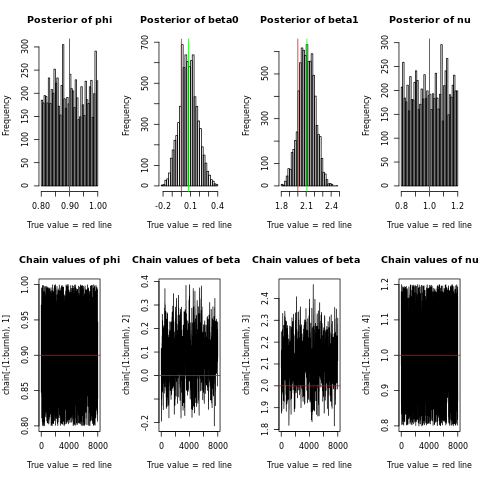 Posterior of phi
Posterior of beta0
Posterior of beta1
Posterior of nu
Frequency
0 50 100 150 200 250 300
0.80 0.90 1.00
True value = red line
Frequency
0 100 300 400 500 600 700
-0.2 0.1 0.4
True value = red line
Frequency
0 100 200 300 500
1.8 2.1 2.4
True value = red line
Frequency
0 50 100 150 200 250 300
0.8 1.0 1.2
True value = red line
Chain values of phi
Chain values of beta
Chain values of beta
Chain values of nu
chain[-(1:burnIn), 1]
0.80 0.85 0.90 0.95 1.00
0 4000 8000
True value = red line
chain[-(1:burnIn), 2]
-0.2 0.0 0.1 0.2 0.3 0.4
0 4000 8000
True value = red line
chain[-(1:burnIn), 3]
1.8 1.9 2.0 2.1 2.2 2.3 2.4
0 4000 8000
True value = red line
chain[-(1:burnIn), 4]
0.8 0.9 1.0 1.1 1.2
0 4000 8000
True value = red line